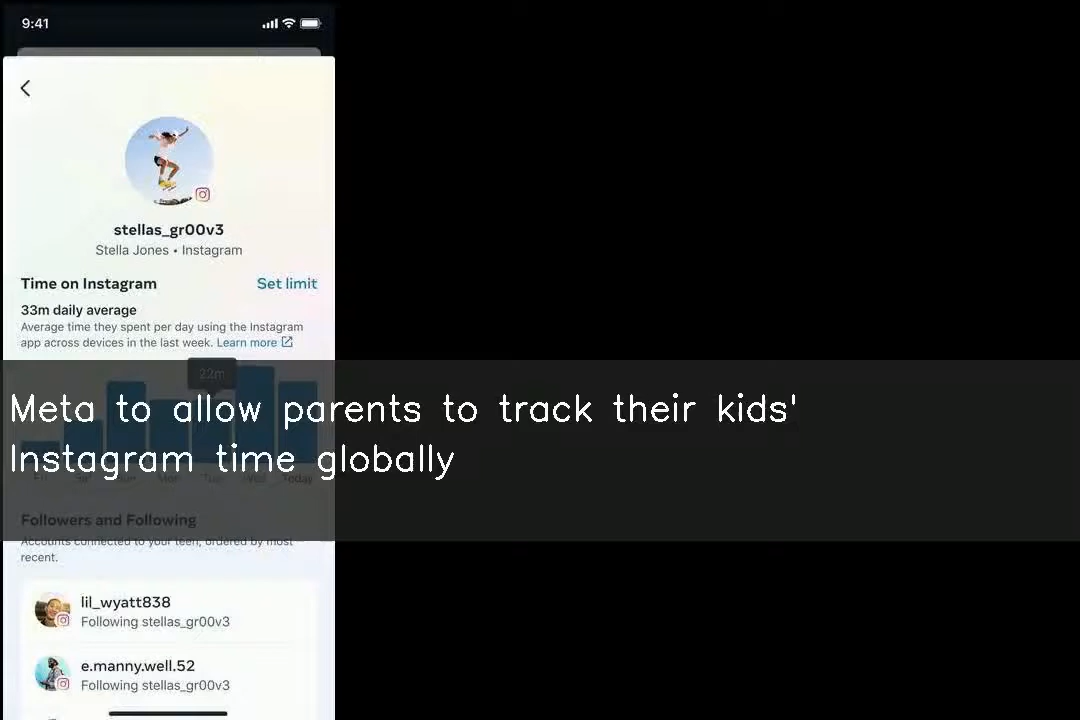 9:41
stellas_gr00v3
Stella Jones • Instagram
Time on Instagram
Set limit
33m daily average
Average time they spent per day using the Instagram
app across devices in the last week. Learn more
22m
Meta to allow parents to track their kids'
Instagram time globally
Today
Followers and Following
Accounts connected to your teen, ordered by most
recent.
lil_wyatt838
Following stellas_gr00v3
e.manny.well.52
Following stellas_gr00v3